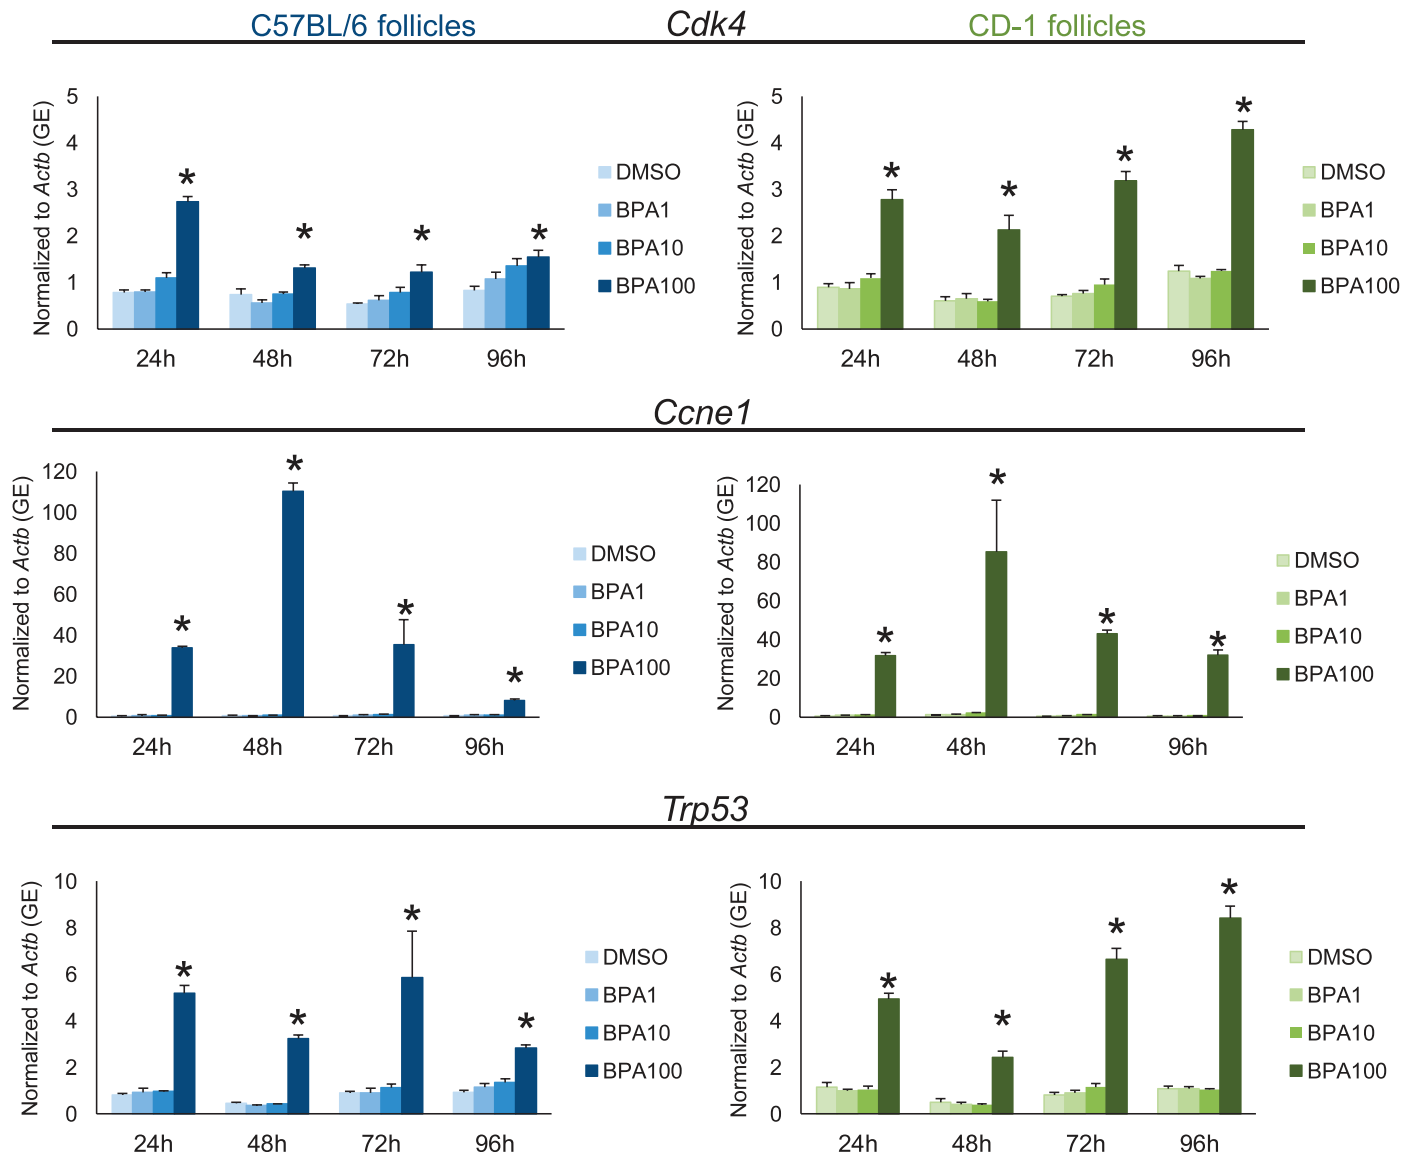 C57BL/6 follicles Cdk4 CD-1 follicles
Normalized to Actb (GE)
5
4
3
2
1
0
* * * *
24h 48h 72h 96h
DMSO
BPA1
BPA10
BPA100
Normalized to Actb (GE)
5
4
3
2
1
0
* * * *
24h 48h 72h 96h
DMSO
BPA1
BPA10
BPA100
Ccne1
Normalized to Actb (GE)
120
100
80
60
40
20
0
* * * *
24h 48h 72h 96h
DMSO
BPA1
BPA10
BPA100
Normalized to Actb (GE)
120
100
80
60
40
20
0
* * * *
24h 48h 72h 96h
DMSO
BPA1
BPA10
BPA100
Trp53
Normalized to Actb (GE)
10
8
6
4
2
0
* * * *
24h 48h 72h 96h
DMSO
BPA1
BPA10
BPA100
Normalized to Actb (GE)
10
8
6
4
2
0
* * * *
24h 48h 72h 96h
DMSO
BPA1
BPA10
BPA100